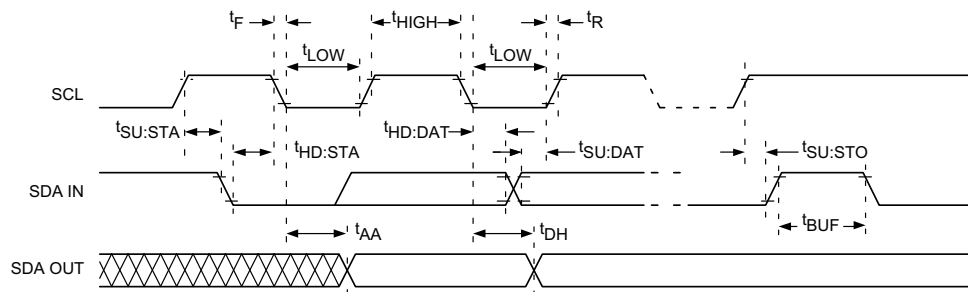 tF
tHIGH
tR
tLOW
tLOW
SCL
tSU:STA
tHD:STA
tHD:DAT
tSU:DAT
tSU:STO
SDA IN
tBUF
tAA
tDH
SDA OUT